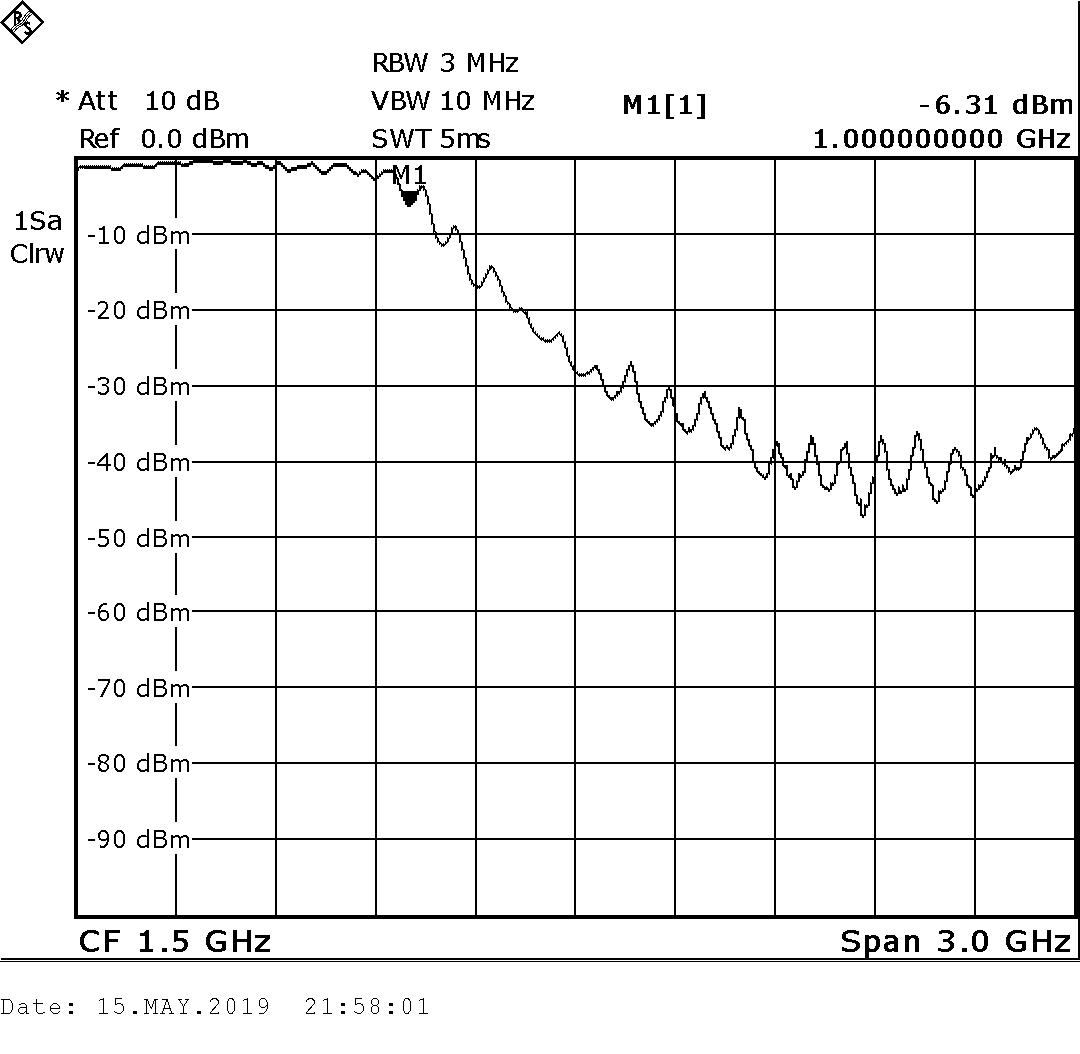 R S
RBW 3 MHz
* Att 10 dB VBW 10 MHz M1[1] -6.31 dBm
Ref 0.0 dBm SWT 5ms 1.000000000 GHz
M1
1Sa
Clrw
-10 dBm
-20 dBm
-30 dBm
-40 dBm
-50 dBm
-60 dBm
-70 dBm
-80 dBm
-90 dBm
CF 1.5 GHz Span 3.0 GHz
Date: 15.MAY.2019 21:58:01